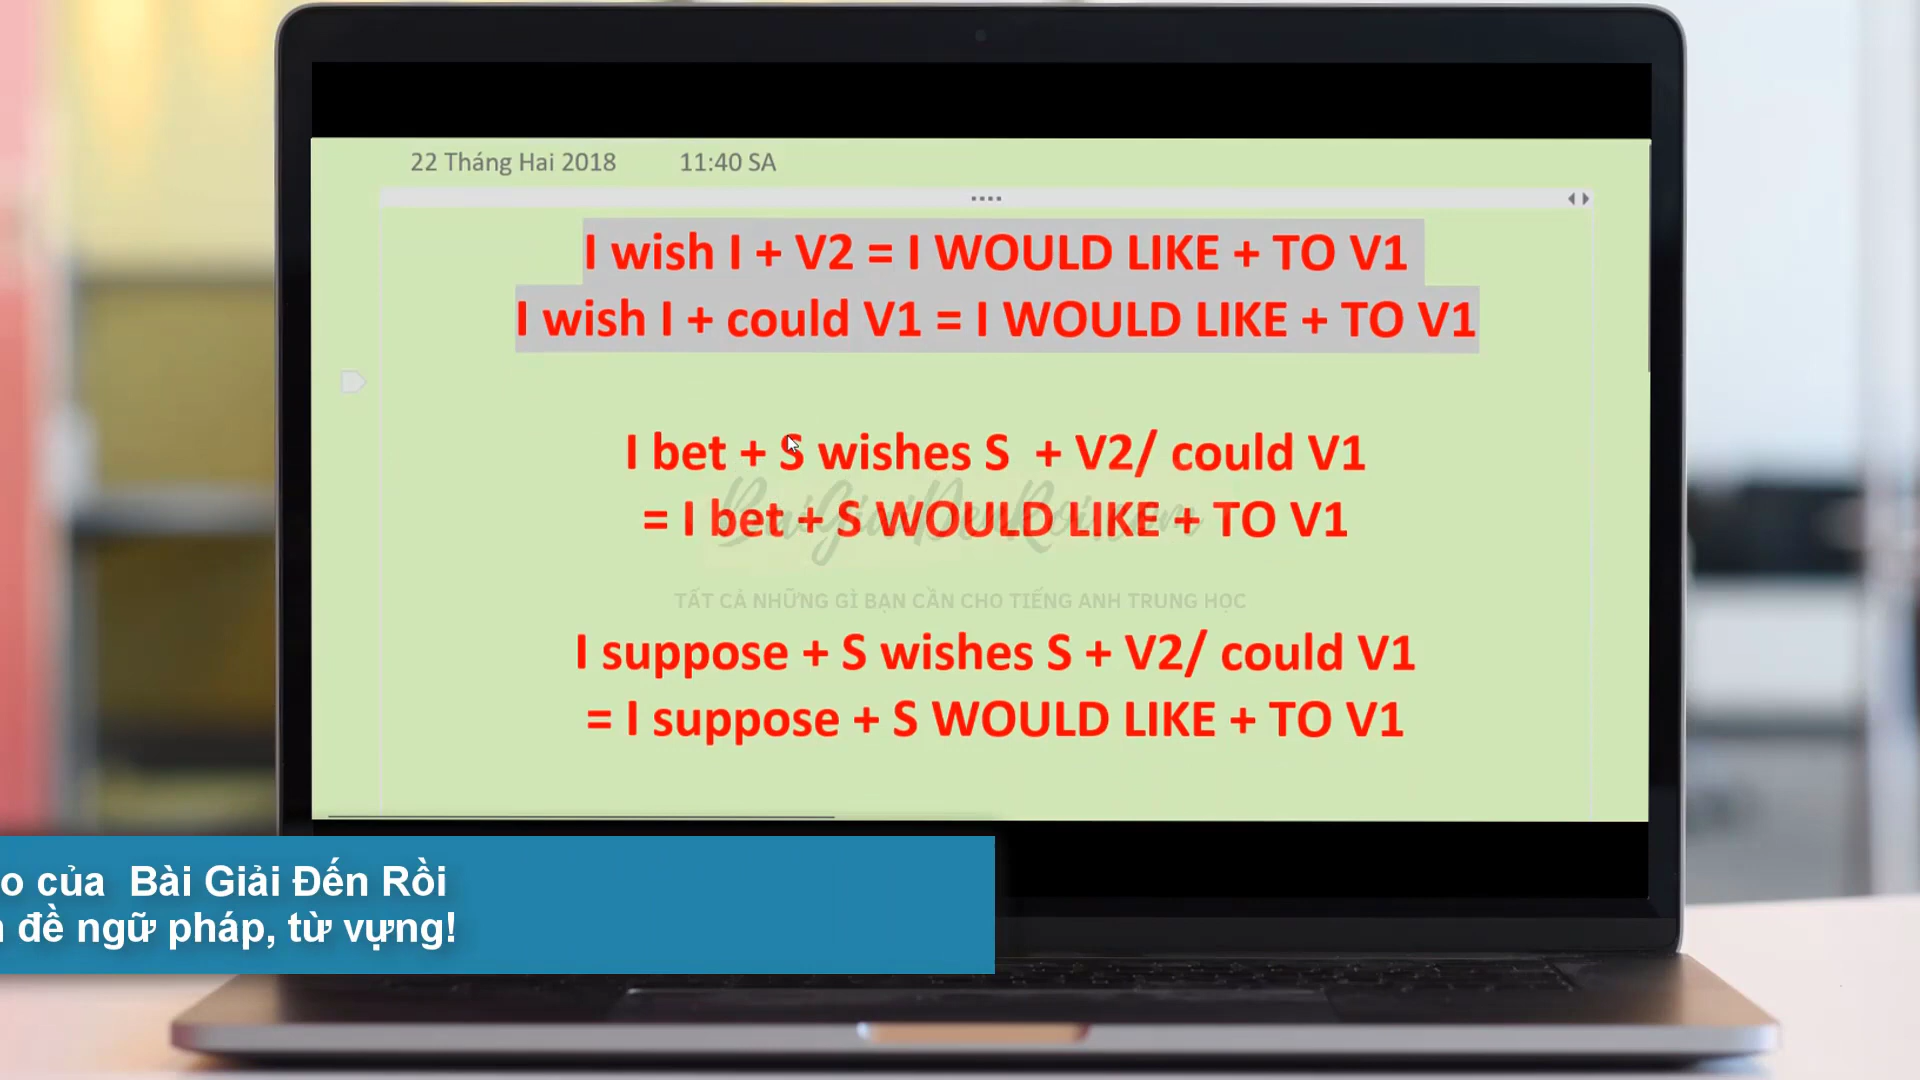 22 Tháng Hai 2018 11:40 SA
I wish I + V2 = I WOULD LIKE + TO V1
I wish I + could V1 = I WOULD LIKE + TO V1
I bet + S wishes S + V2/ could V1
= I bet + S WOULD LIKE + TO V1
BaiGiaiDenRoi.com
TẤT CẢ NHỮNG GÌ BẠN CẦN CHO TIẾNG ANH TRUNG HỌC
I suppose + S wishes S + V2/ could V1
= I suppose + S WOULD LIKE + TO V1
o của Bài Giải Đến Rồi
đề ngữ pháp, từ vựng!